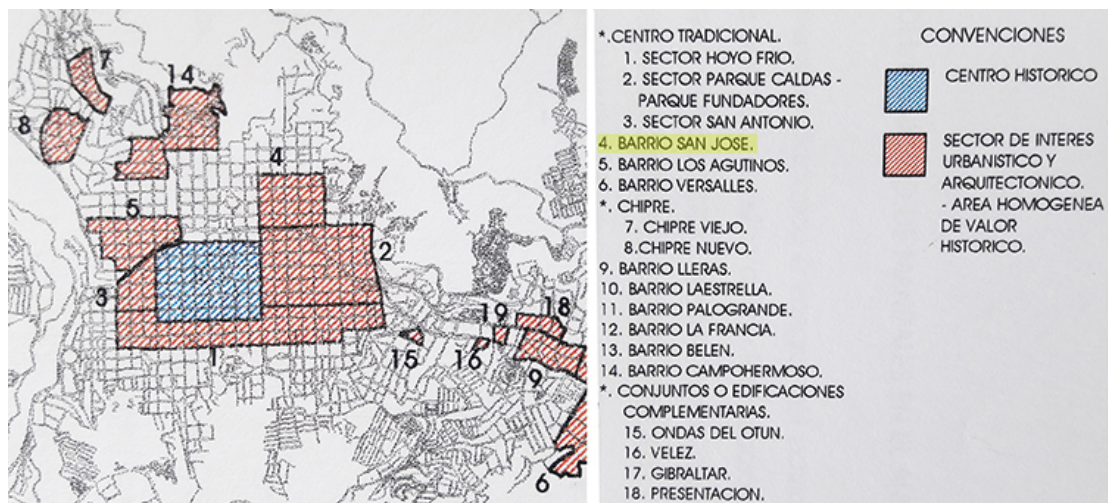 7
14
8
4
5
2
3
1
19
18
15
16
9
6
*.CENTRO TRADICIONAL.
1. SECTOR HOYO FRIO.
2. SECTOR PARQUE CALDAS -
PARQUE FUNDADORES.
3. SECTOR SAN ANTONIO.
4. BARRIO SAN JOSE.
5. BARRIO LOS AGUTINOS.
6. BARRIO VERSALLES.
*. CHIPRE.
7. CHIPRE VIEJO.
8.CHIPRE NUEVO.
9. BARRIO LLERAS.
10. BARRIO LAESTRELLA.
11. BARRIO PALOGRANDE.
12. BARRIO LA FRANCIA.
13. BARRIO BELEN.
14. BARRIO CAMPOHERMOSO.
*. CONJUNTOS O EDIFICACIONES
COMPLEMENTARIAS.
15. ONDAS DEL OTUN.
16. VELEZ.
17. GIBRALTAR.
18. PRESENTACION.
CONVENCIONES
CENTRO HISTORICO
SECTOR DE INTERES
URBANISTICO Y
ARQUITECTONICO.
- AREA HOMOGENEA
DE VALOR
HISTORICO.